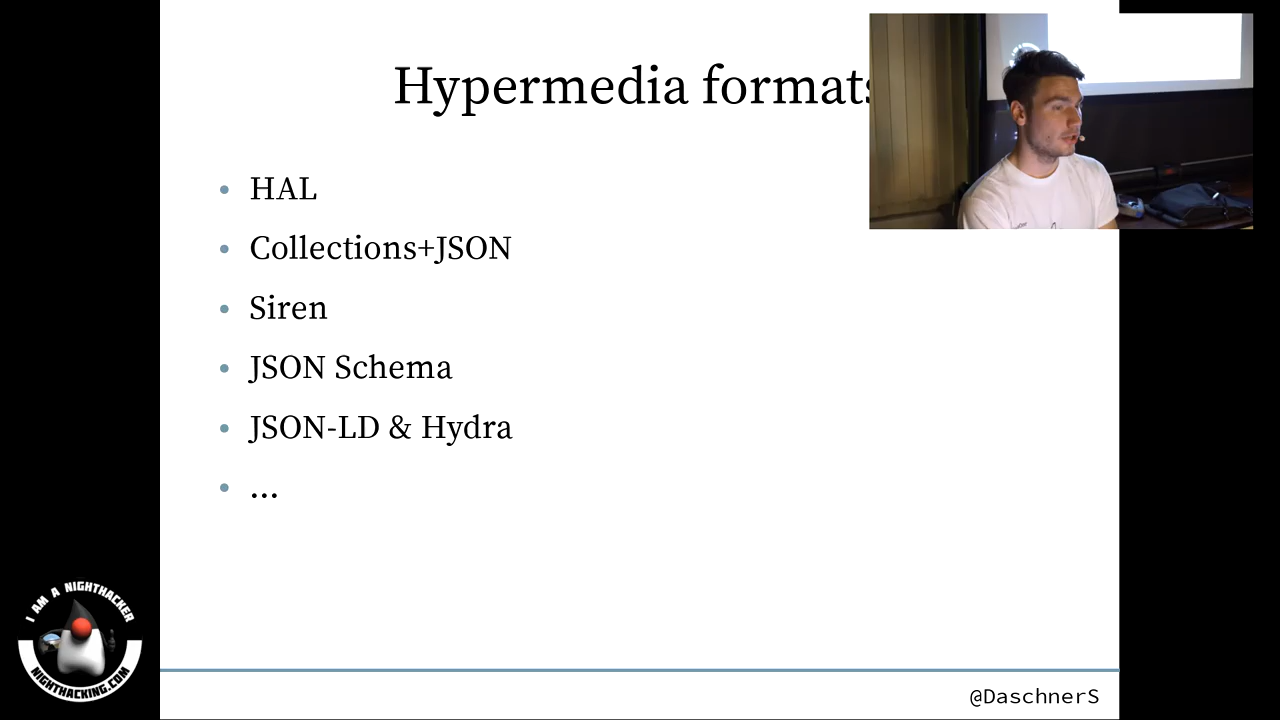 Hypermedia formats
HAL
Collections+JSON
Siren
JSON Schema
JSON-LD & Hydra
...
I AM A NIGHTHACKER
NIGHTHACKING.COM
@DaschnerS